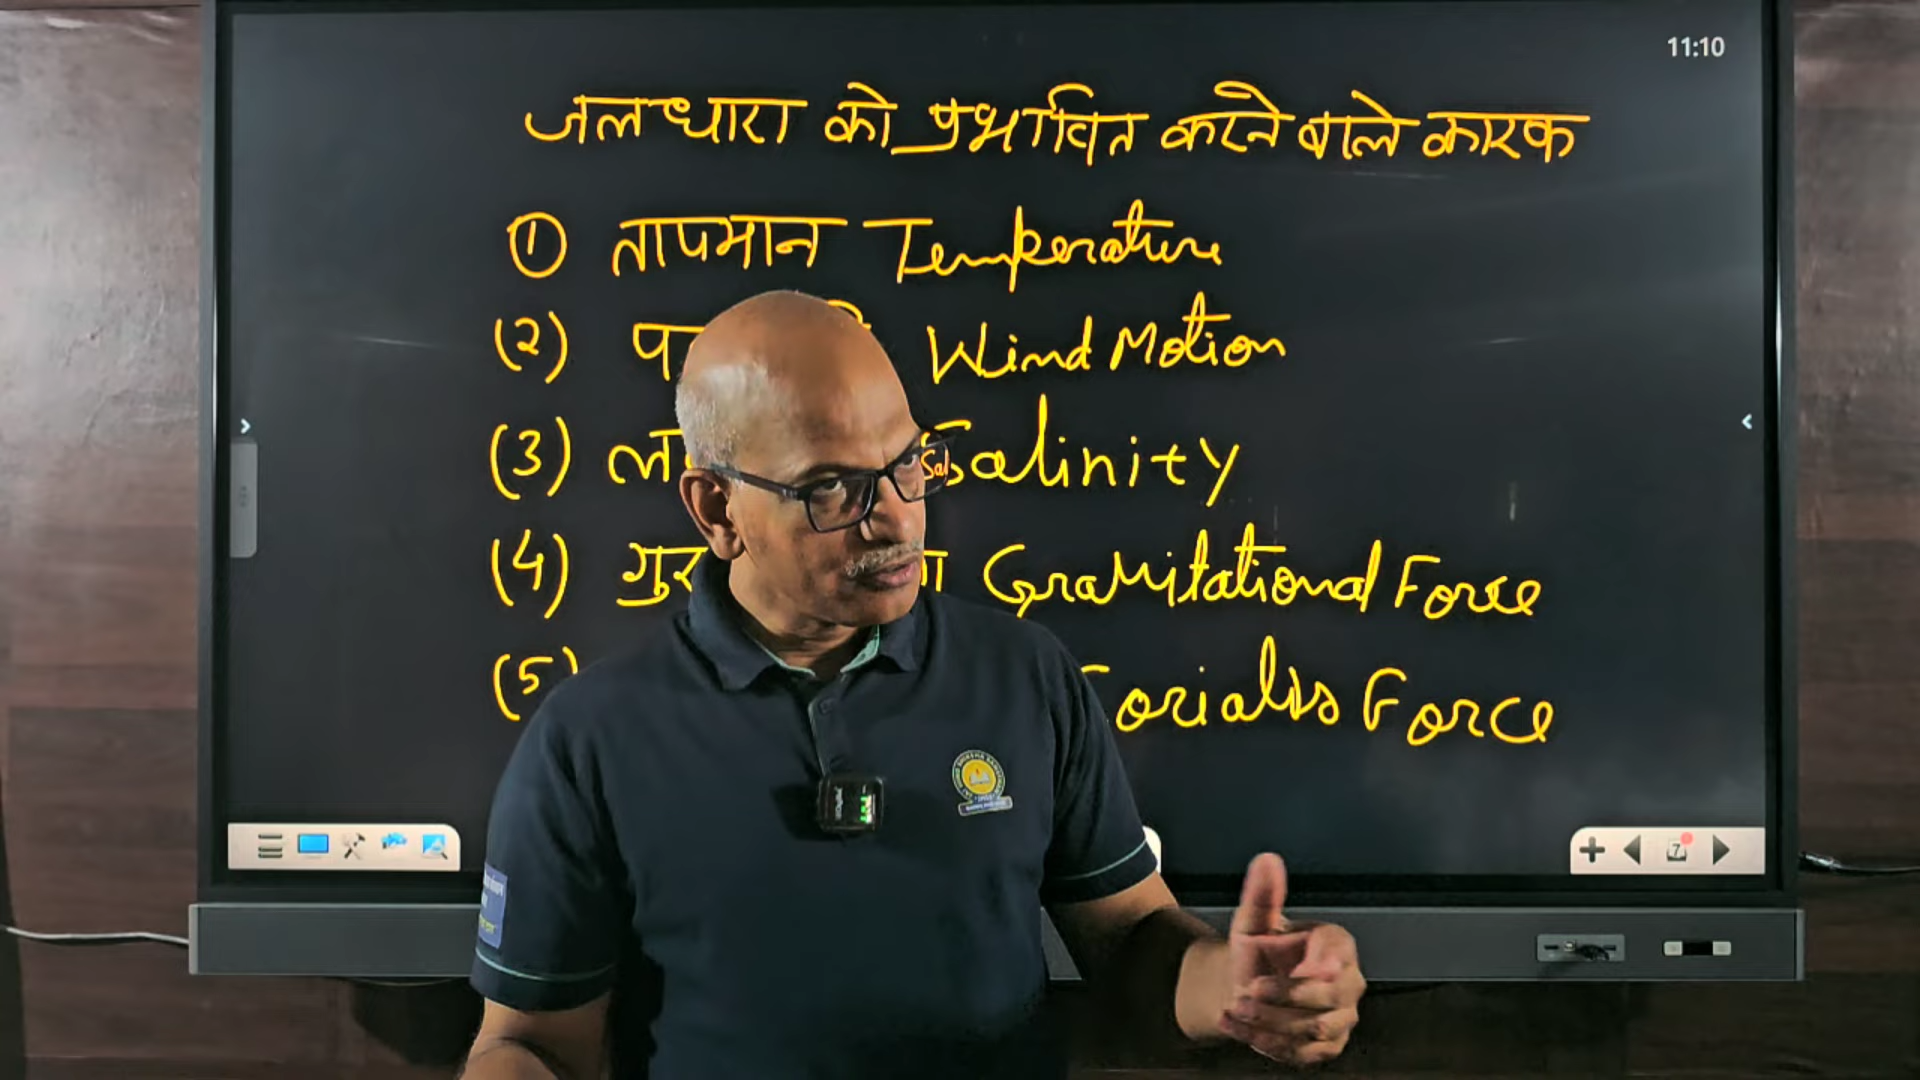 11:10
जलधारा को प्रभावित करने वाले कारक
① तापमान Temperature
(2) Wind Motion
(3) Salinity
(4) Gravitational Force
(5) Corialis Force
7